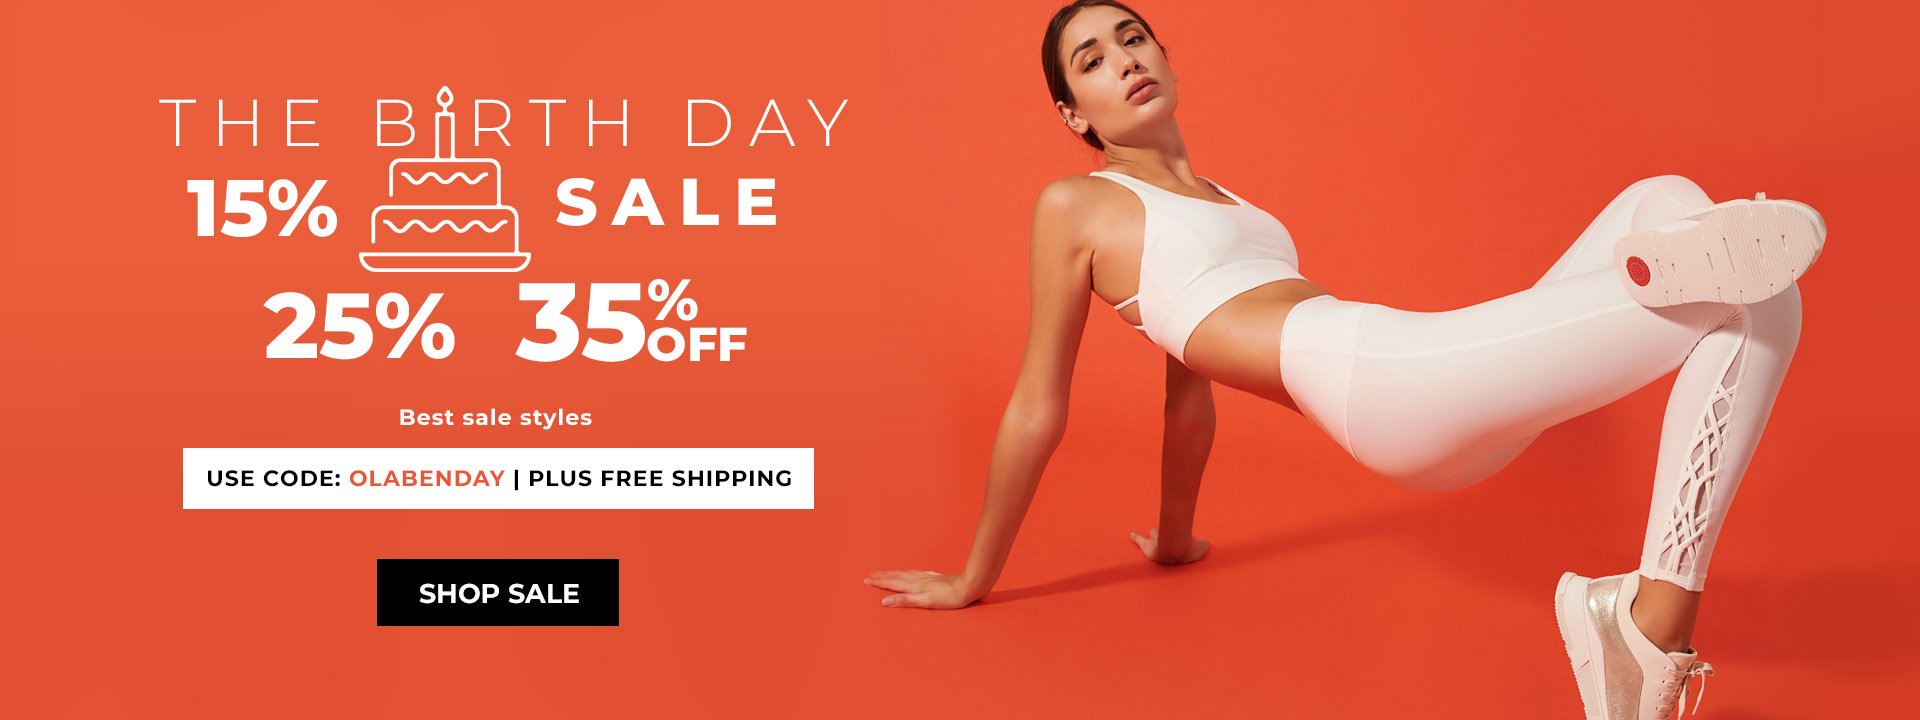 THE BIRTH DAY
15% SALE
25% 35% OFF
Best sale styles
USE CODE: OLABENDAY | PLUS FREE SHIPPING
SHOP SALE